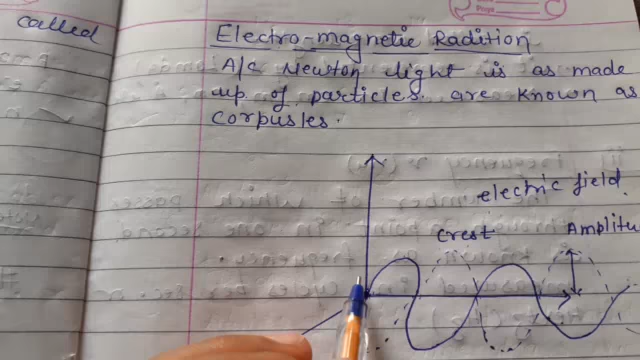 called
Electro-magnetic Radition
A/c Newton light is as made
up of particles. are known as
corpusles.
electric field
crest
Amplitu